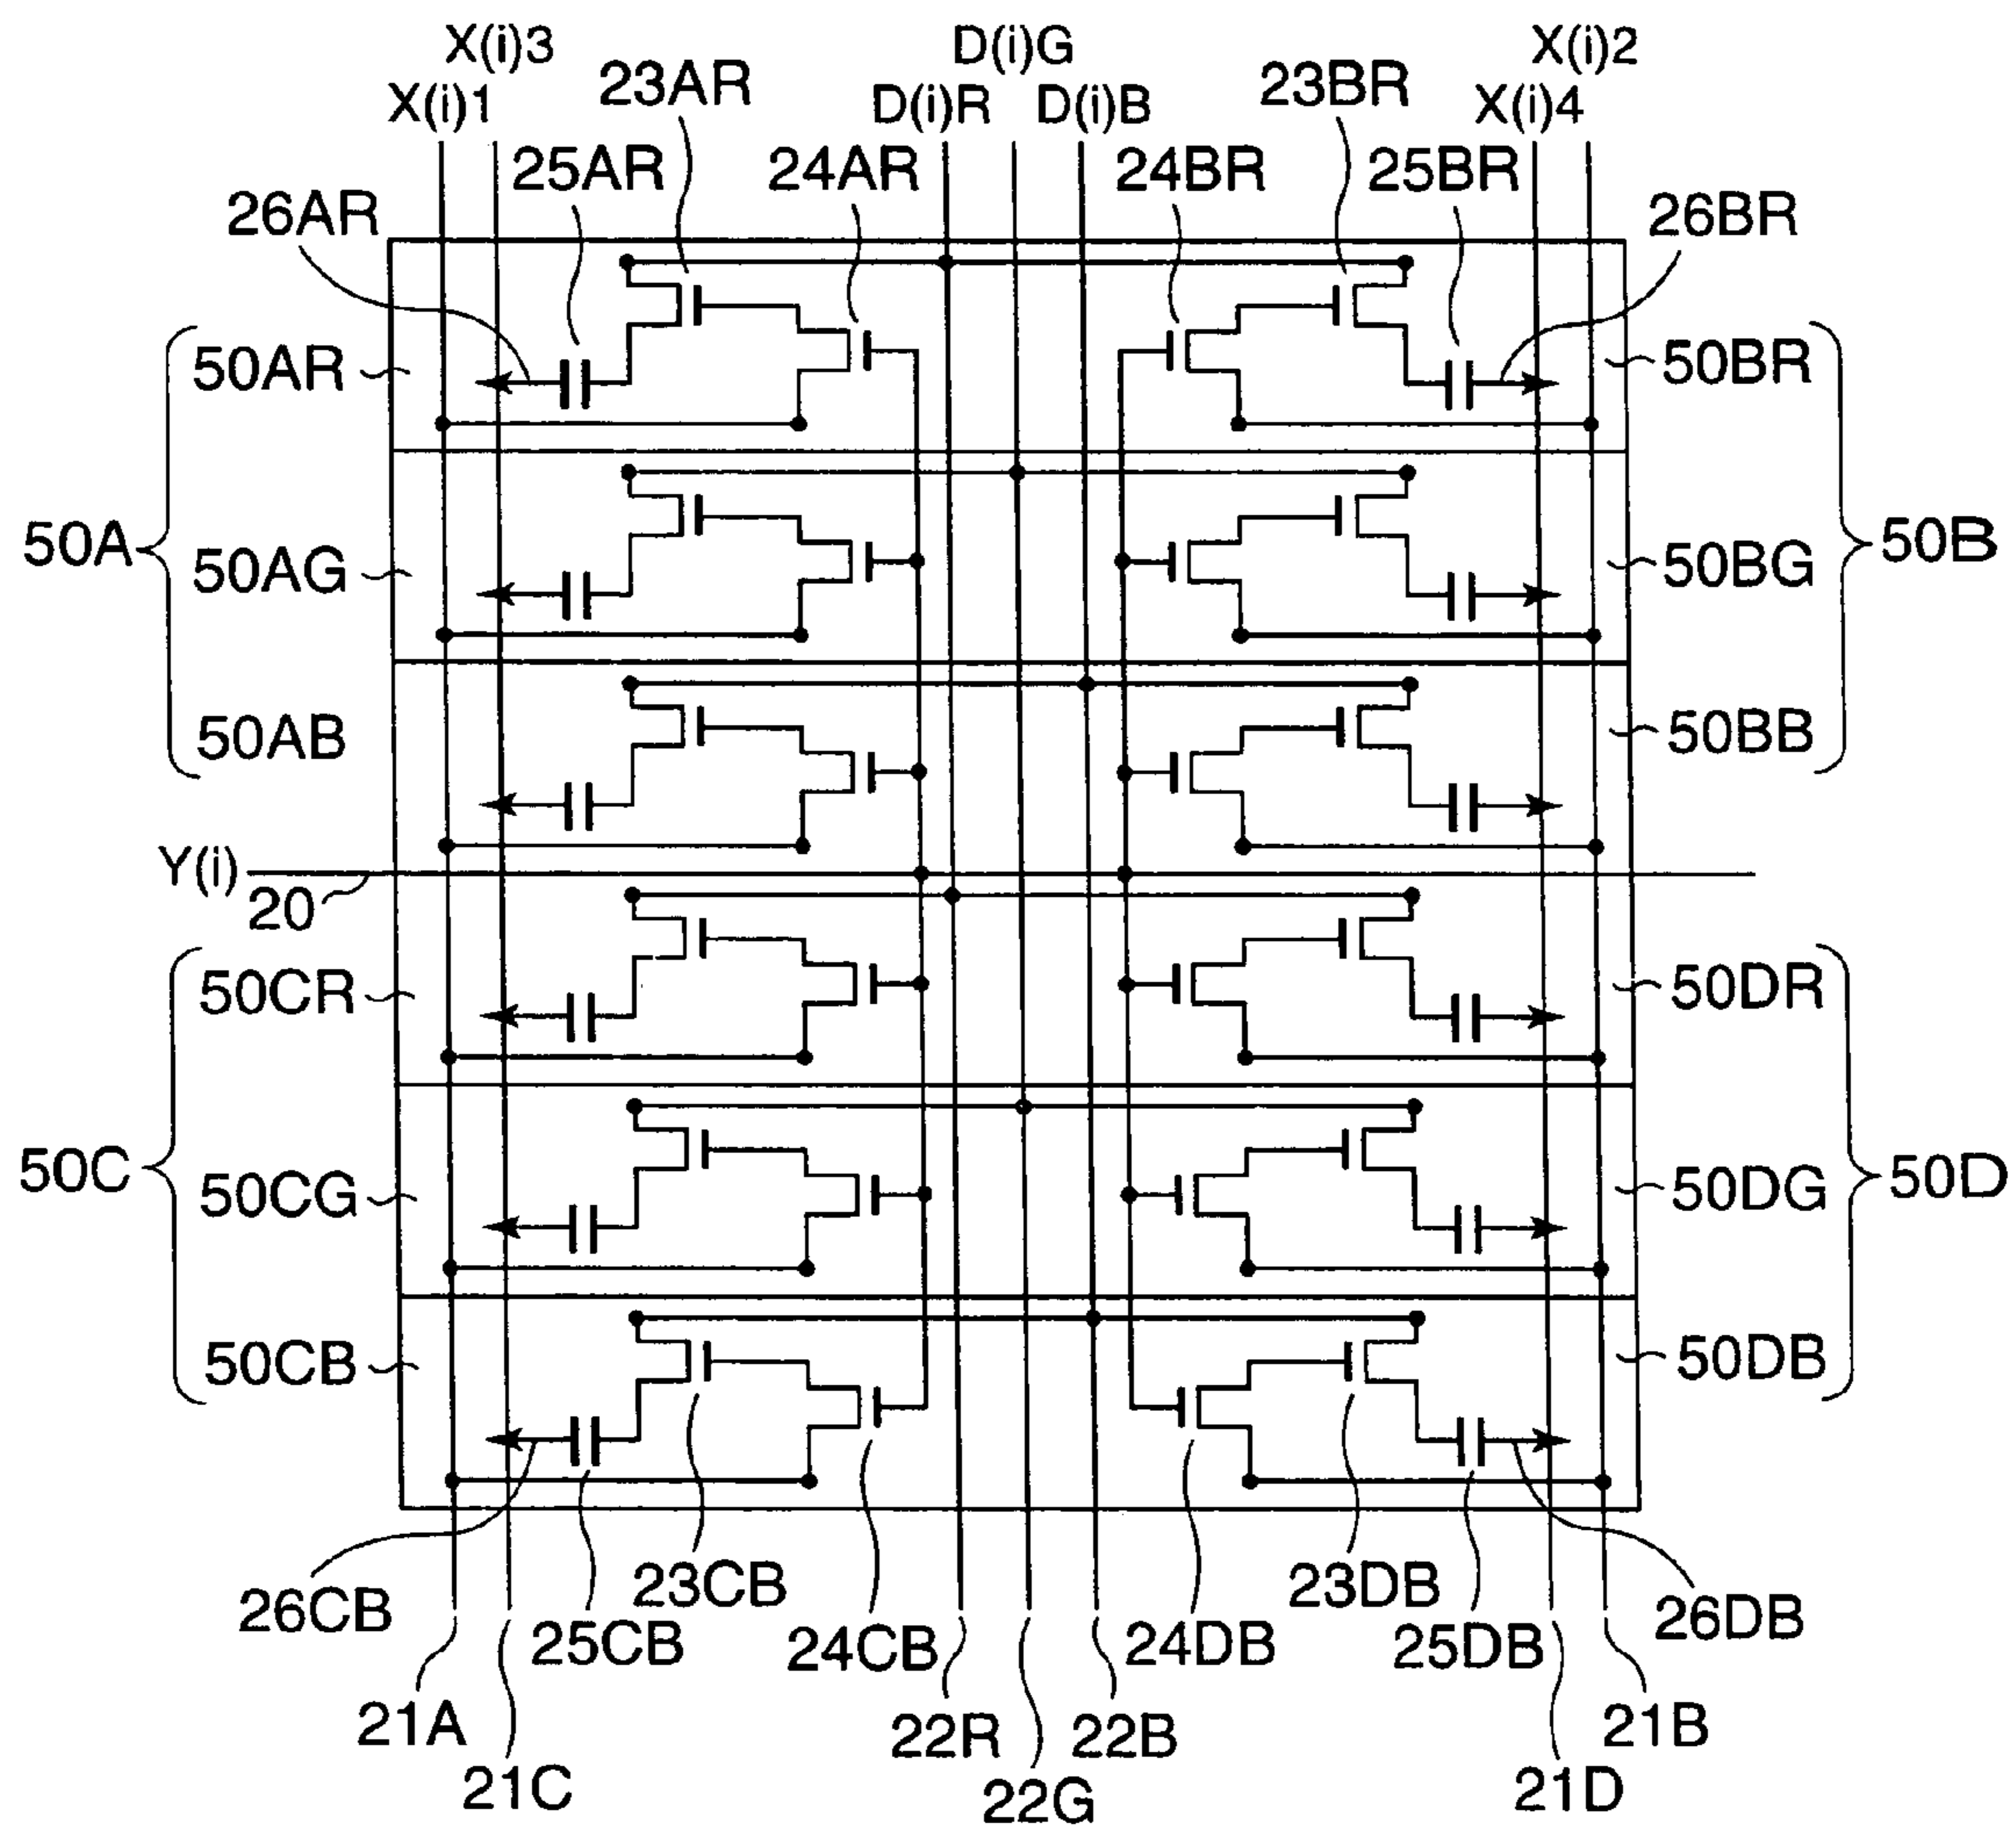 X(i)3 D(i)G X(i)2
X(i)1 23AR D(i)R D(i)B 23BR X(i)4
25AR 24AR 24BR 25BR
26AR 26BR
50AR 50BR
50A 50AG 50BG 50B
50AB 50BB
Y(i)
20
50CR 50DR
50C 50CG 50DG 50D
50CB 50DB
26CB 23CB 23DB 26DB
25CB 24CB 24DB 25DB
21A 22R 22B 21B
21C 22G 21D